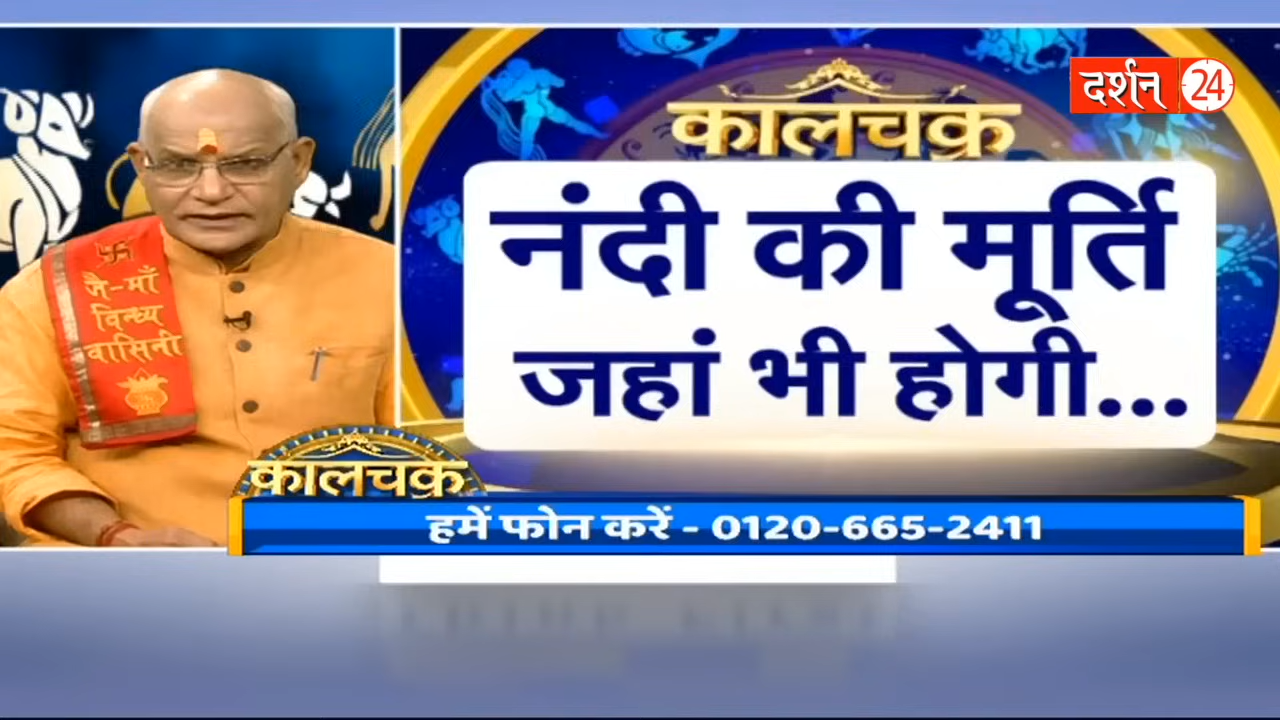 दर्शन 24
कालचक्र
नंदी की मूर्ति
जहां भी होगी...
जै-माँ
विन्ध्य
वासिनी
कालचक्र
हमें फोन करें - 0120-665-2411